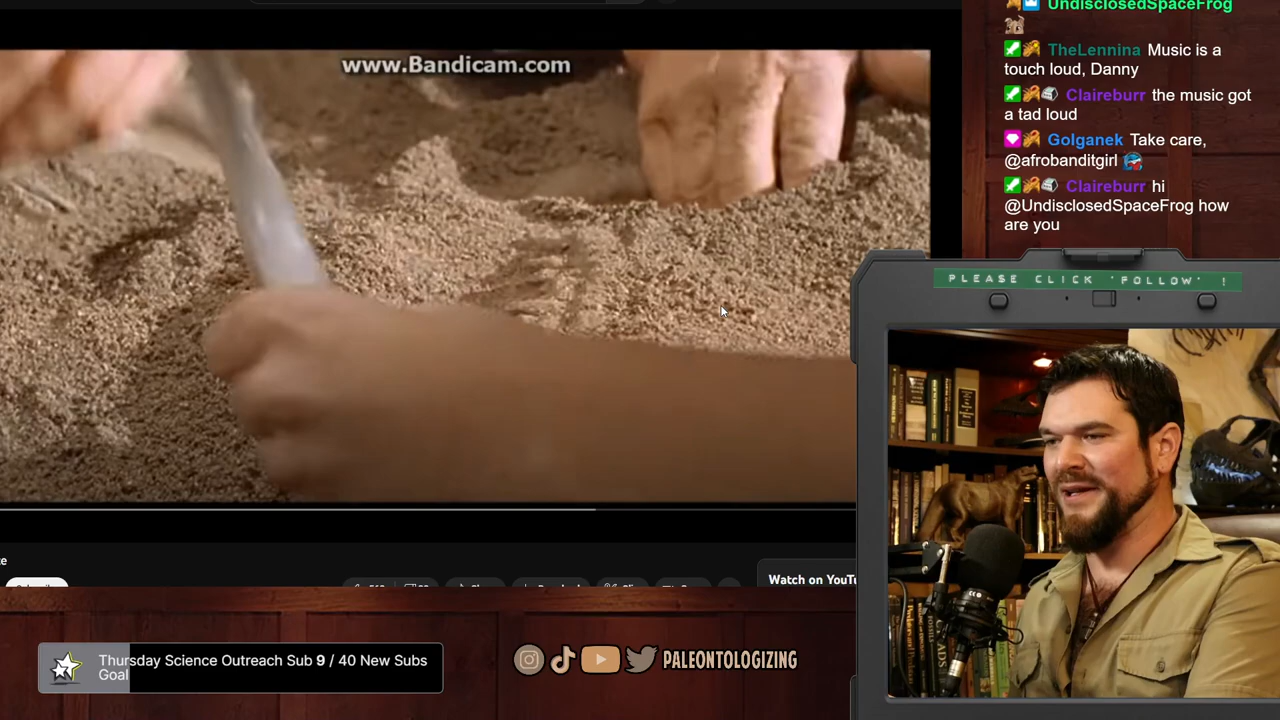 UndisclosedSpaceFrog
www.Bandicam.com
TheLennina Music is a
touch loud, Danny
Claireburr the music got
a tad loud
Golganek Take care,
@afrobanditgirl
Claireburr hi
@UndisclosedSpaceFrog how
are you
PLEASE CLICK 'FOLLOW' !
Watch on YouTu
Thursday Science Outreach Sub 9 / 40 New Subs
Goal
PALEONTOLOGIZING